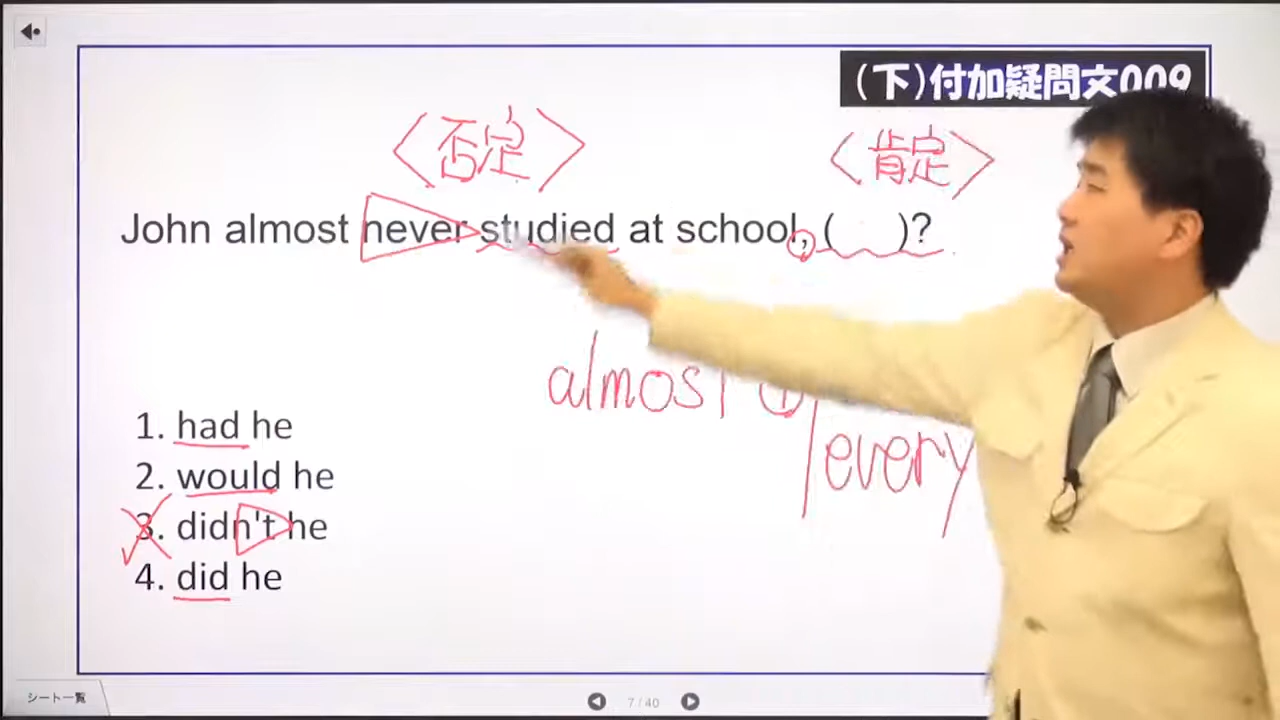 (下)付加疑問文009
〈否定〉
〈肯定〉
John almost never studied at school, ( )?
almost
every
1. had he
2. would he
3. didn't he
4. did he
シート一覧
7 / 40